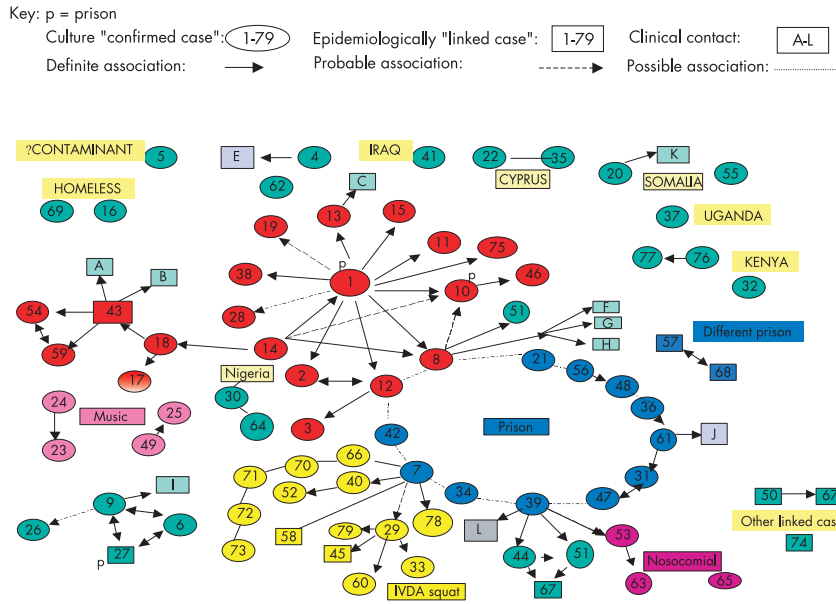 Key: p = prison
Culture "confirmed case": 1-79 Epidemiologically "linked case": 1-79 Clinical contact: A-L
Definite association: Probable association: Possible association:
?CONTAMINANT 5 E 4 IRAQ 41 22 35 K
HOMELESS 62 C CYPRUS 20 SOMALIA 55
69 16 13 15 37 UGANDA
19 11 75 77 76
A B p p KENYA
38 1 10 46 32
54 43 28 51 F
59 18 14 8 G
H
17 Nigeria 2 12 21 57 Different prison
24 Music 25 30 56 48 68
23 49 64 3 36
42 Prison 61 J
71 70 66 7 31
I 52 40 34 39 47
9 72 78 50 67
26 6 73 58 79 29 L 53 Other linked cas
p 27 45 33 44 51 74
60 67 Nosocomial
IVDA squat 63 65